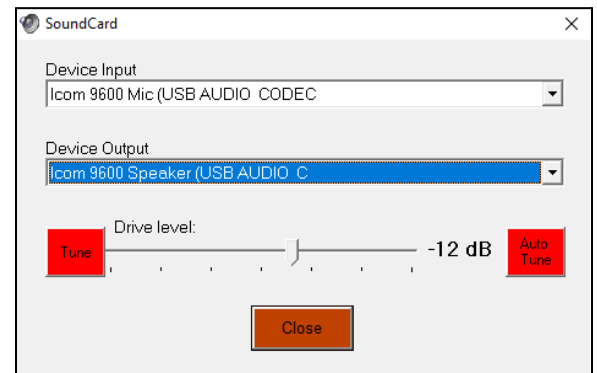 SoundCard
Device Input
Icom 9600 Mic (USB AUDIO  CODEC
Device Output
Icom 9600 Speaker (USB AUDIO  C
Drive level:
Tune
-12 dB
Auto
Tune
Close